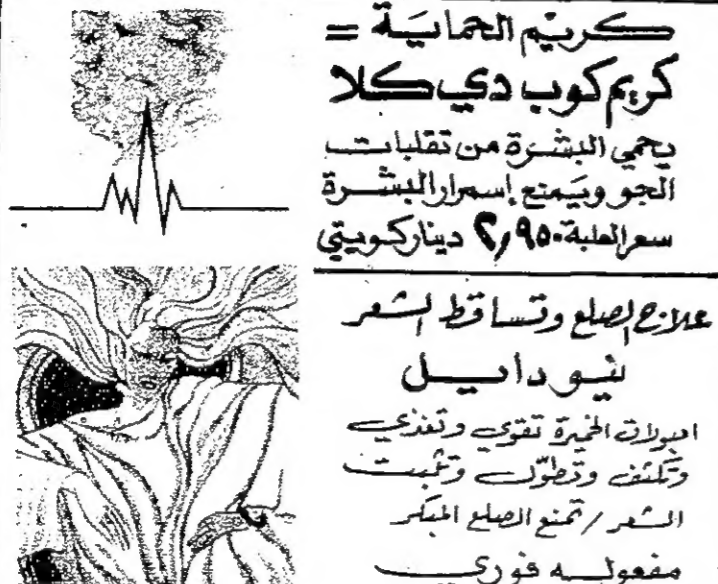 كريم الحماية =
كريم كوب دي كلا
يحمي البشرة من تقلبات
الجو ويمنع إسمرار البشرة
سعر العلبة ٢,٩٥٠ دينار كويتي
علاج الصلع وتساقط الشعر
نيو دايل
امبولات الخميرة تقوي وتغذي
وتكثف وتطوّل وتثبت
الشعر / تمنع الصلع المبكر
مفعوله فوري